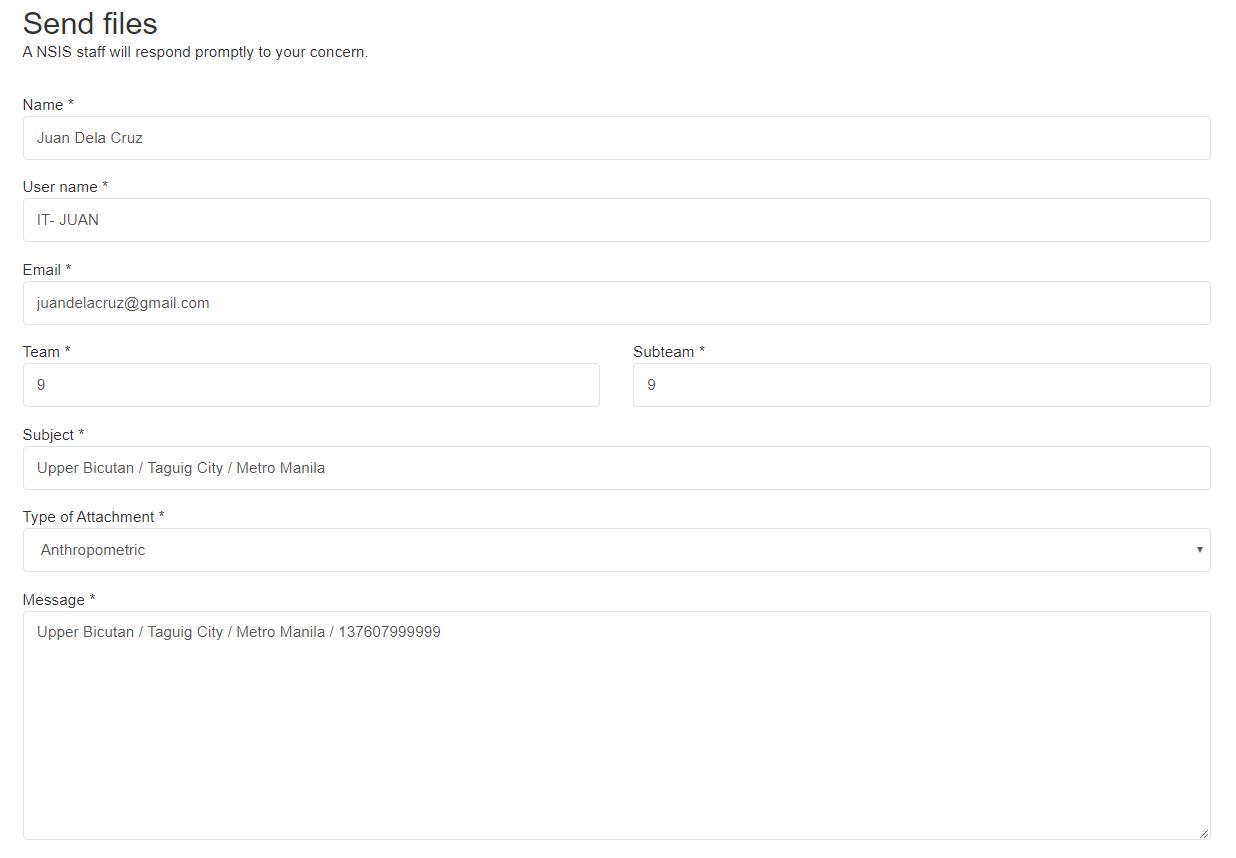 Send files
A NSIS staff will respond promptly to your concern.
Name *
Juan Dela Cruz
User name *
IT- JUAN
Email *
juandelacruz@gmail.com
Team *
Subteam *
9
9
Subject *
Upper Bicutan / Taguig City / Metro Manila
Type of Attachment *
Anthropometric
Message *
Upper Bicutan / Taguig City / Metro Manila / 137607999999